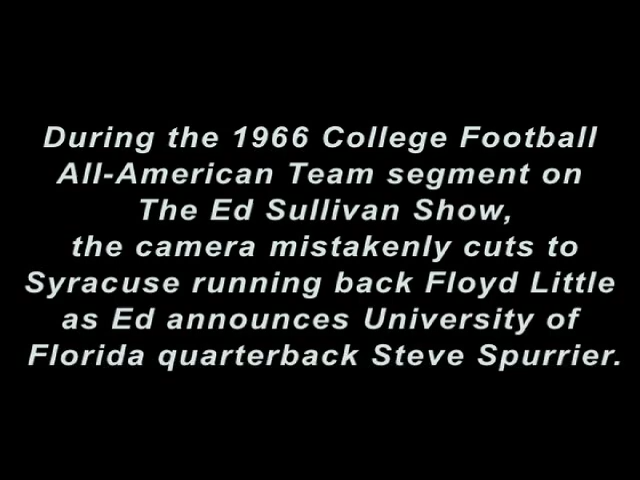 During the 1966 College Football
All-American Team segment on
The Ed Sullivan Show,
the camera mistakenly cuts to
Syracuse running back Floyd Little
as Ed announces University of
Florida quarterback Steve Spurrier.